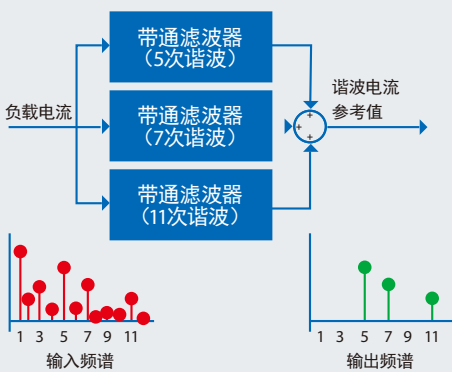 带通滤波器
（5次谐波）
负载电流
带通滤波器
（7次谐波）
谐波电流
参考值
+
+
+
带通滤波器
（11次谐波）
1 3 5 7 9 11
输入频谱
1 3 5 7 9 11
输出频谱